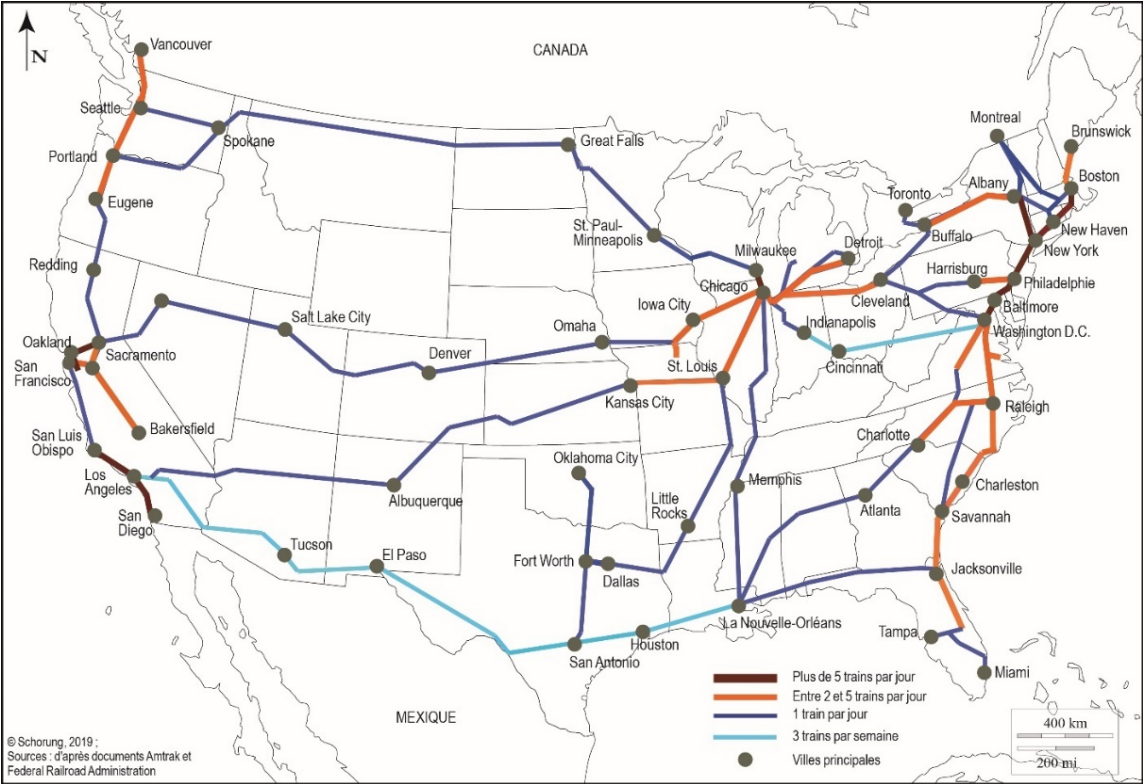 N
CANADA
Vancouver
Seattle
Spokane
Portland
Great Falls
Eugene
Montreal
Brunswick
Boston
Albany
Toronto
New Haven
Buffalo
New York
St. Paul-
Minneapolis
Milwaukee
Detroit
Redding
Chicago
Cleveland
Harrisburg
Philadelphie
Baltimore
Washington D.C.
Iowa City
Indianapolis
Salt Lake City
Omaha
Oakland
Sacramento
San
Francisco
Denver
St. Louis
Cincinnati
Kansas City
Raleigh
Bakersfield
San Luis
Obispo
Charlotte
Los
Angeles
Oklahoma City
Memphis
Charleston
Albuquerque
Little
Rocks
Atlanta
San
Diego
Savannah
Tucson
El Paso
Fort Worth
Dallas
Jacksonville
La Nouvelle-Orléans
Houston
San Antonio
Tampa
Miami
MEXIQUE
Plus de 5 trains par jour
Entre 2 et 5 trains par jour
1 train par jour
3 trains par semaine
Villes principales
400 km
200 mi
© Schorung, 2019 ;
Sources : d'après documents Amtrak et
Federal Railroad Administration